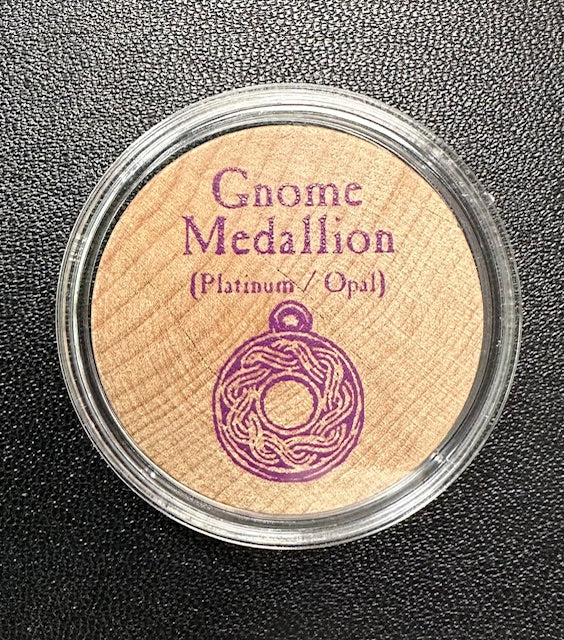 Gnome
Medallion
(Platinum / Opal)